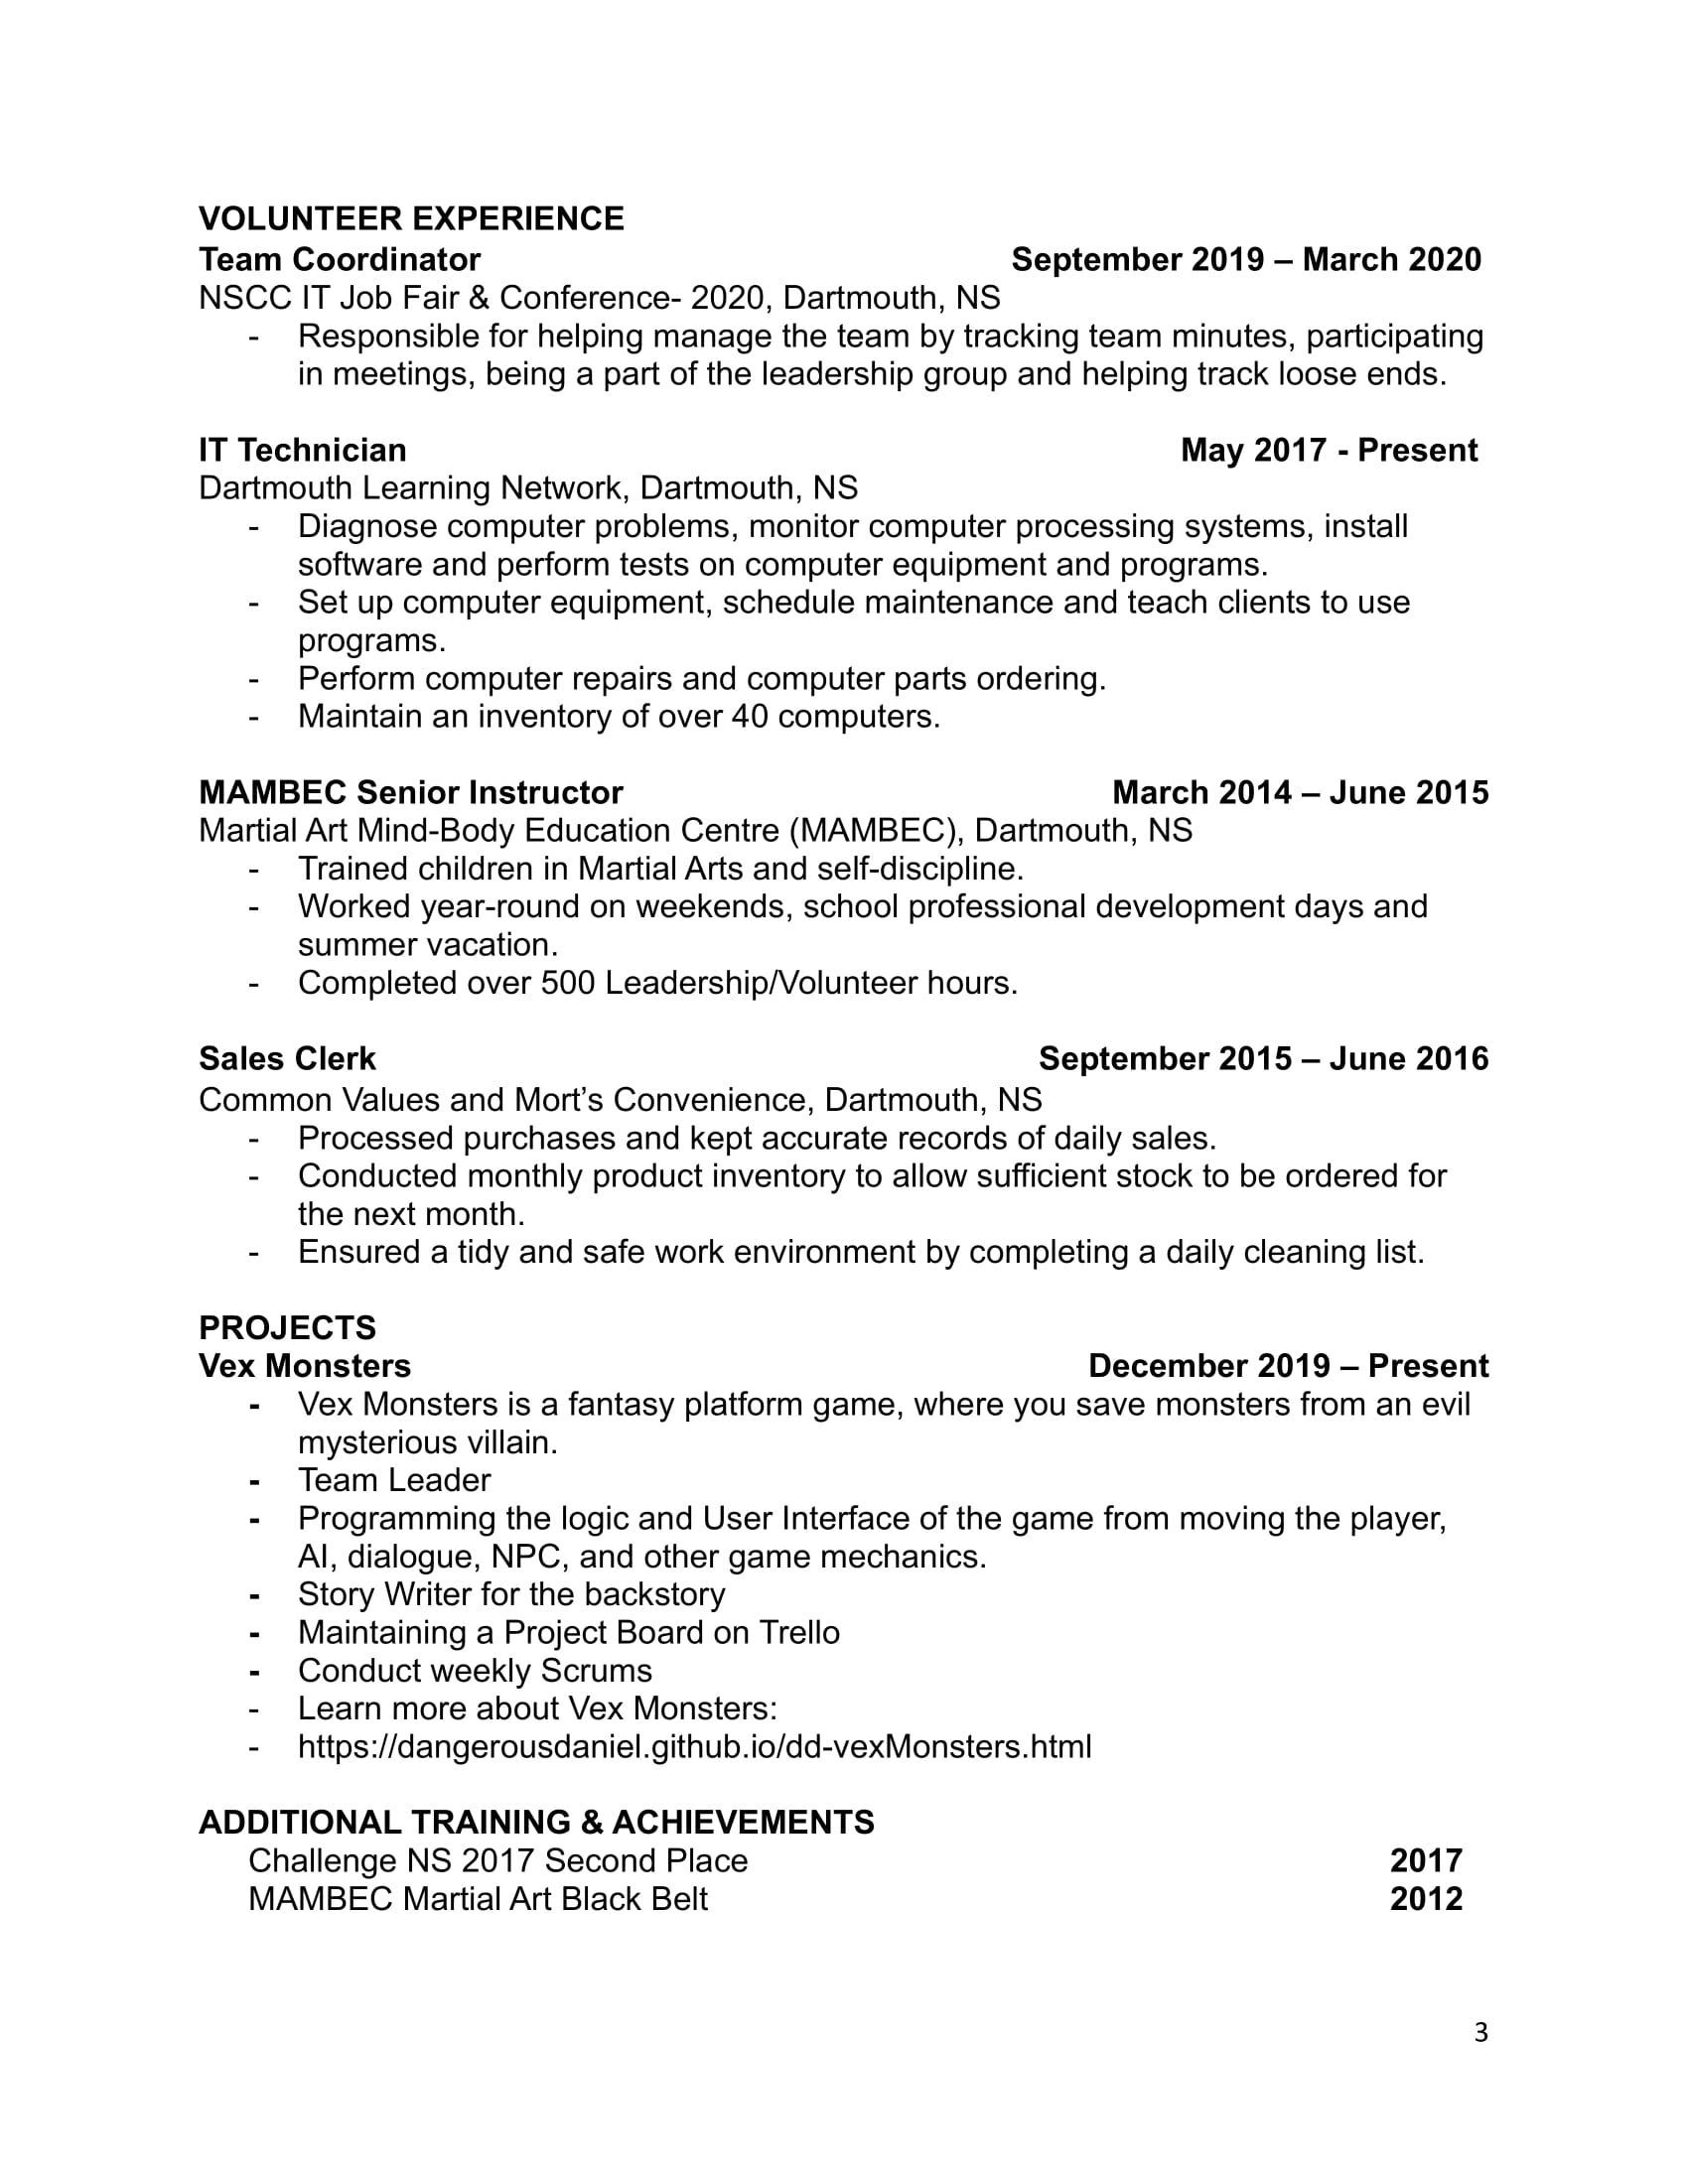 VOLUNTEER EXPERIENCE
Team Coordinator September 2019 – March 2020
NSCC IT Job Fair & Conference- 2020, Dartmouth, NS
- Responsible for helping manage the team by tracking team minutes, participating
in meetings, being a part of the leadership group and helping track loose ends.
IT Technician May 2017 - Present
Dartmouth Learning Network, Dartmouth, NS
- Diagnose computer problems, monitor computer processing systems, install
software and perform tests on computer equipment and programs.
- Set up computer equipment, schedule maintenance and teach clients to use
programs.
- Perform computer repairs and computer parts ordering.
- Maintain an inventory of over 40 computers.
MAMBEC Senior Instructor March 2014 – June 2015
Martial Art Mind-Body Education Centre (MAMBEC), Dartmouth, NS
- Trained children in Martial Arts and self-discipline.
- Worked year-round on weekends, school professional development days and
summer vacation.
- Completed over 500 Leadership/Volunteer hours.
Sales Clerk September 2015 – June 2016
Common Values and Mort’s Convenience, Dartmouth, NS
- Processed purchases and kept accurate records of daily sales.
- Conducted monthly product inventory to allow sufficient stock to be ordered for
the next month.
- Ensured a tidy and safe work environment by completing a daily cleaning list.
PROJECTS
Vex Monsters December 2019 – Present
- Vex Monsters is a fantasy platform game, where you save monsters from an evil
mysterious villain.
- Team Leader
- Programming the logic and User Interface of the game from moving the player,
AI, dialogue, NPC, and other game mechanics.
- Story Writer for the backstory
- Maintaining a Project Board on Trello
- Conduct weekly Scrums
- Learn more about Vex Monsters:
- https://dangerousdaniel.github.io/dd-vexMonsters.html
ADDITIONAL TRAINING & ACHIEVEMENTS
Challenge NS 2017 Second Place 2017
MAMBEC Martial Art Black Belt 2012
3